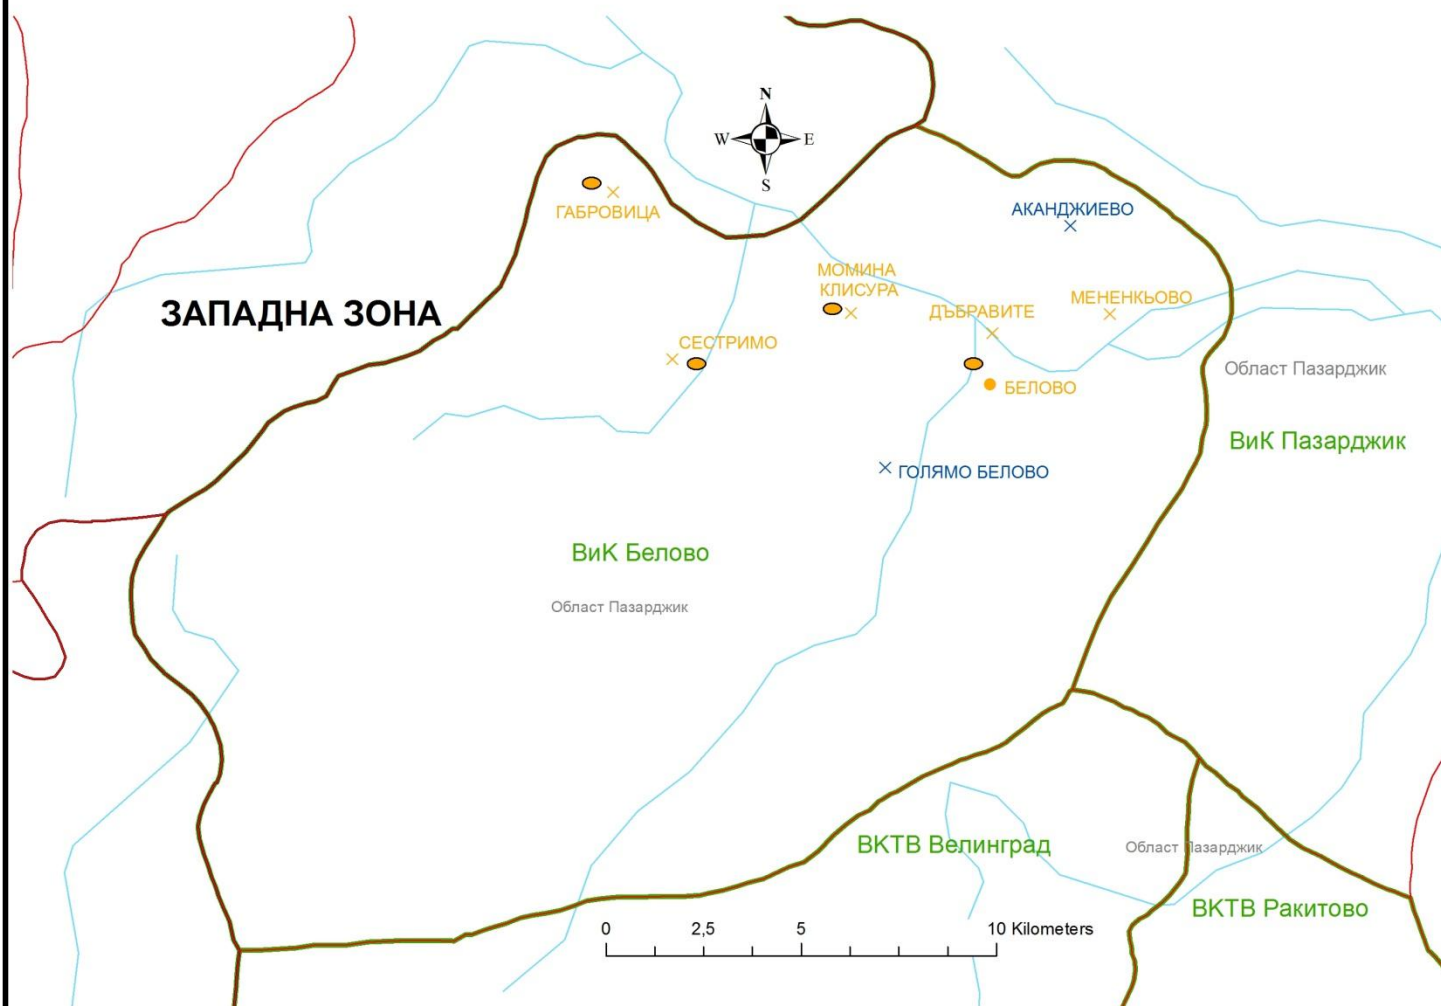 N
W
E
S
ГАБРОВИЦА
АКАНДЖИЕВО
МОМИНА
КЛИСУРА
МЕНЕНКЬОВО
ЗАПАДНА ЗОНА
ДЪБРАВИТЕ
СЕСТРИМО
Област Пазарджик
БЕЛОВО
ВиК Пазарджик
ГОЛЯМО БЕЛОВО
ВиК Белово
Област Пазарджик
ВКТВ Велинград
Област Пазарджик
ВКТВ Ракитово
0 2,5 5 10 Kilometers